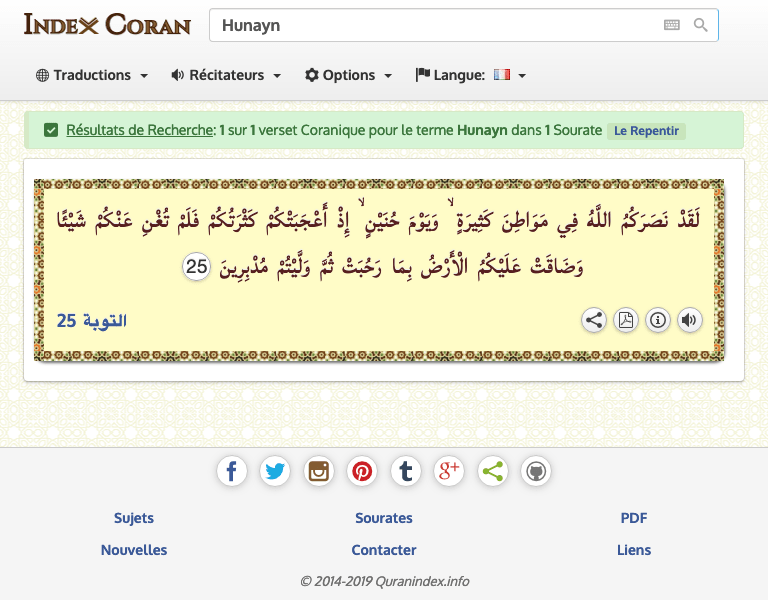 Index Coran
Hunayn
Traductions
Récitateurs
Options
Langue:
Résultats de Recherche: 1 sur 1 verset Coranique pour le terme Hunayn dans 1 Sourate Le Repentir
لَقَدْ نَصَرَكُمُ اللَّهُ فِي مَوَاطِنَ كَثِيرَةٍ ۙ وَيَوْمَ حُنَيْنٍ ۙ إِذْ أَعْجَبَتْكُمْ كَثْرَتُكُمْ فَلَمْ تُغْنِ عَنْكُمْ شَيْئًا
وَضَاقَتْ عَلَيْكُمُ الْأَرْضُ بِمَا رَحُبَتْ ثُمَّ وَلَّيْتُمْ مُدْبِرِينَ 25
التوبة 25
Sujets
Sourates
PDF
Nouvelles
Contacter
Liens
© 2014-2019 Quranindex.info